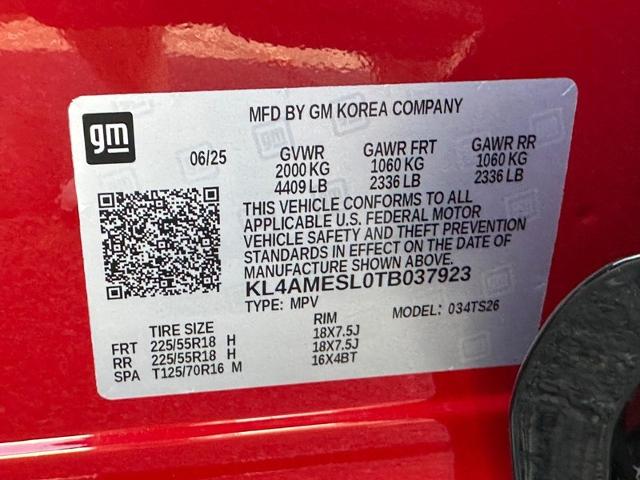 MFD BY GM KOREA COMPANY
gm
06/25 GVWR GAWR FRT GAWR RR
2000 KG 1060 KG 1060 KG
4409 LB 2336 LB 2336 LB
THIS VEHICLE CONFORMS TO ALL
APPLICABLE U.S. FEDERAL MOTOR
VEHICLE SAFETY AND THEFT PREVENTION
STANDARDS IN EFFECT ON THE DATE OF
MANUFACTURE SHOWN ABOVE.
KL4AMESL0TB037923
TYPE: MPV MODEL: 034TS26
TIRE SIZE RIM
FRT 225/55R18 H 18X7.5J
RR 225/55R18 H 18X7.5J
SPA T125/70R16 M 16X4BT